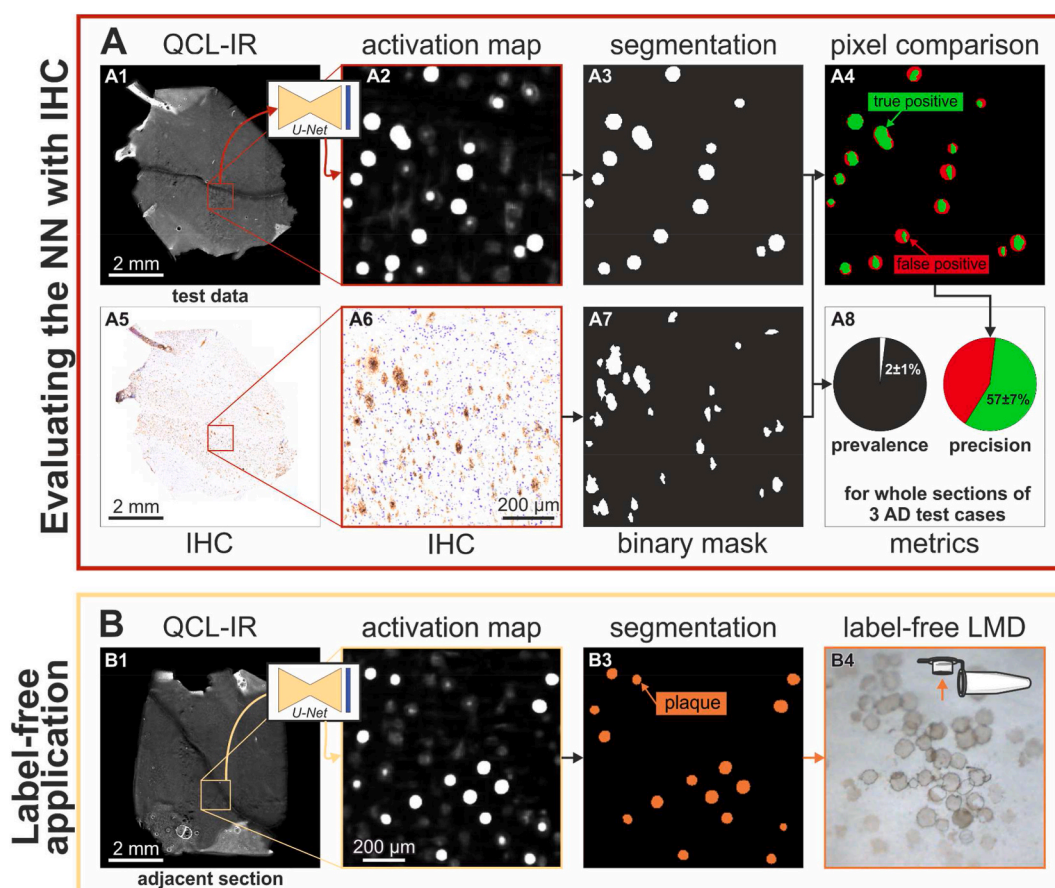 Evaluating the NN with IHC
A
QCL-IR
activation map
segmentation
pixel comparison
A1
U-Net
2 mm
test data
A2
A3
A4
true positive
false positive
A5
2 mm
IHC
A6
200 µm
IHC
A7
binary mask
A8
2±1%
57±7%
prevalence
precision
for whole sections of
3 AD test cases
metrics
Label-free
application
B
QCL-IR
activation map
segmentation
label-free LMD
B1
U-Net
2 mm
adjacent section
200 µm
B3
plaque
B4